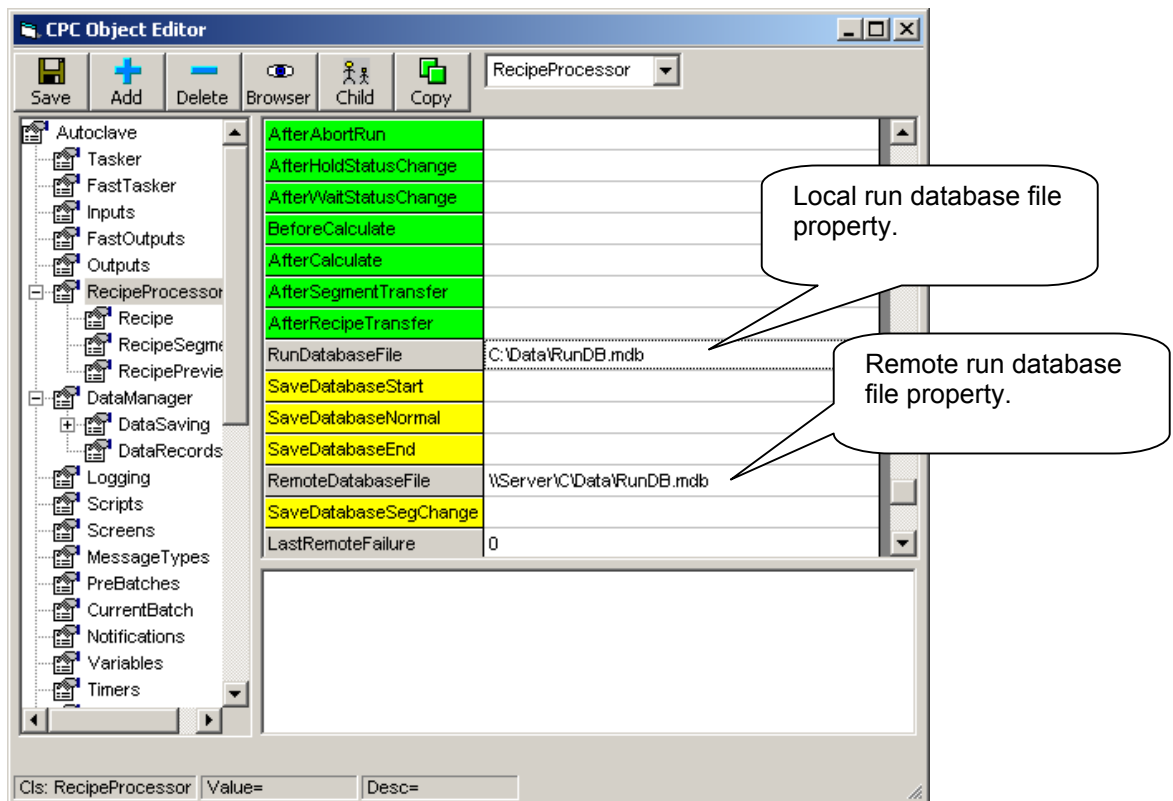 CPC Object Editor
Save
Add
Delete
Browser
Child
Copy
RecipeProcessor
Autoclave
Tasker
FastTasker
Inputs
FastOutputs
Outputs
RecipeProcessor
Recipe
RecipeSegme
RecipePrevie
DataManager
DataSaving
DataRecords
Logging
Scripts
Screens
MessageTypes
PreBatches
CurrentBatch
Notifications
Variables
Timers
AfterAbortRun
AfterHoldStatusChange
AfterWaitStatusChange
BeforeCalculate
AfterCalculate
AfterSegmentTransfer
AfterRecipeTransfer
RunDatabaseFile C:\Data\RunDB.mdb
SaveDatabaseStart
SaveDatabaseNormal
SaveDatabaseEnd
RemoteDatabaseFile \\Server\C\Data\RunDB.mdb
SaveDatabaseSegChange
LastRemoteFailure 0
Local run database file
property.
Remote run database
file property.
Cls: RecipeProcessor Value= Desc=